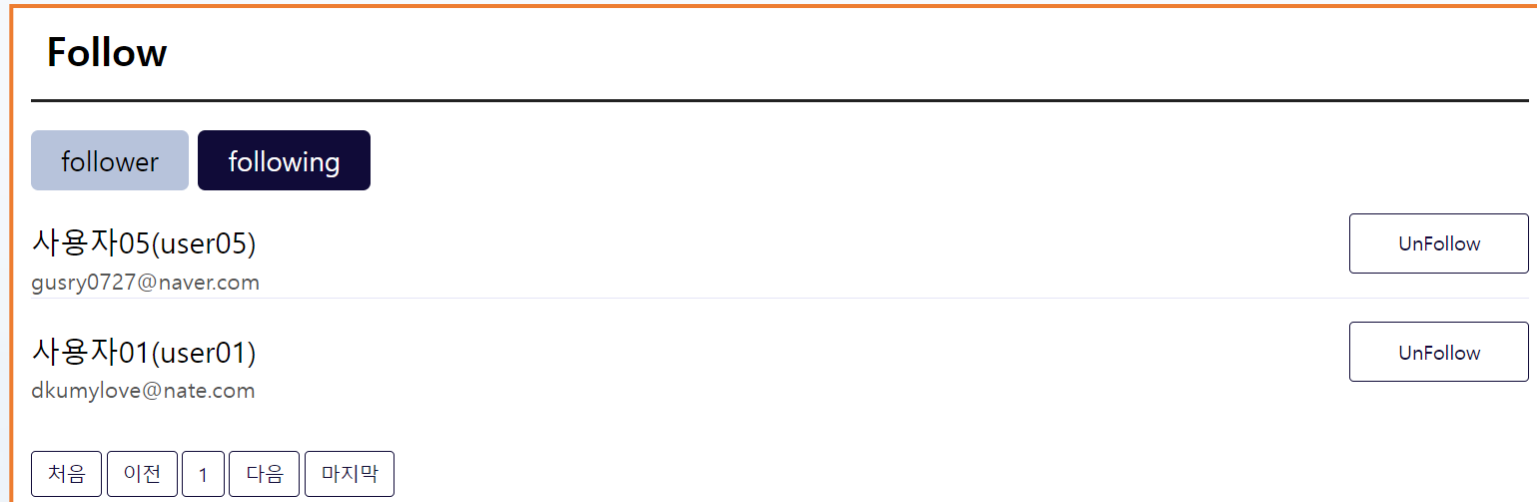 Follow
follower following
사용자05(user05)
UnFollow
gusry0727@naver.com
사용자01(user01)
UnFollow
dkumylove@nate.com
처음 이전 1 다음 마지막